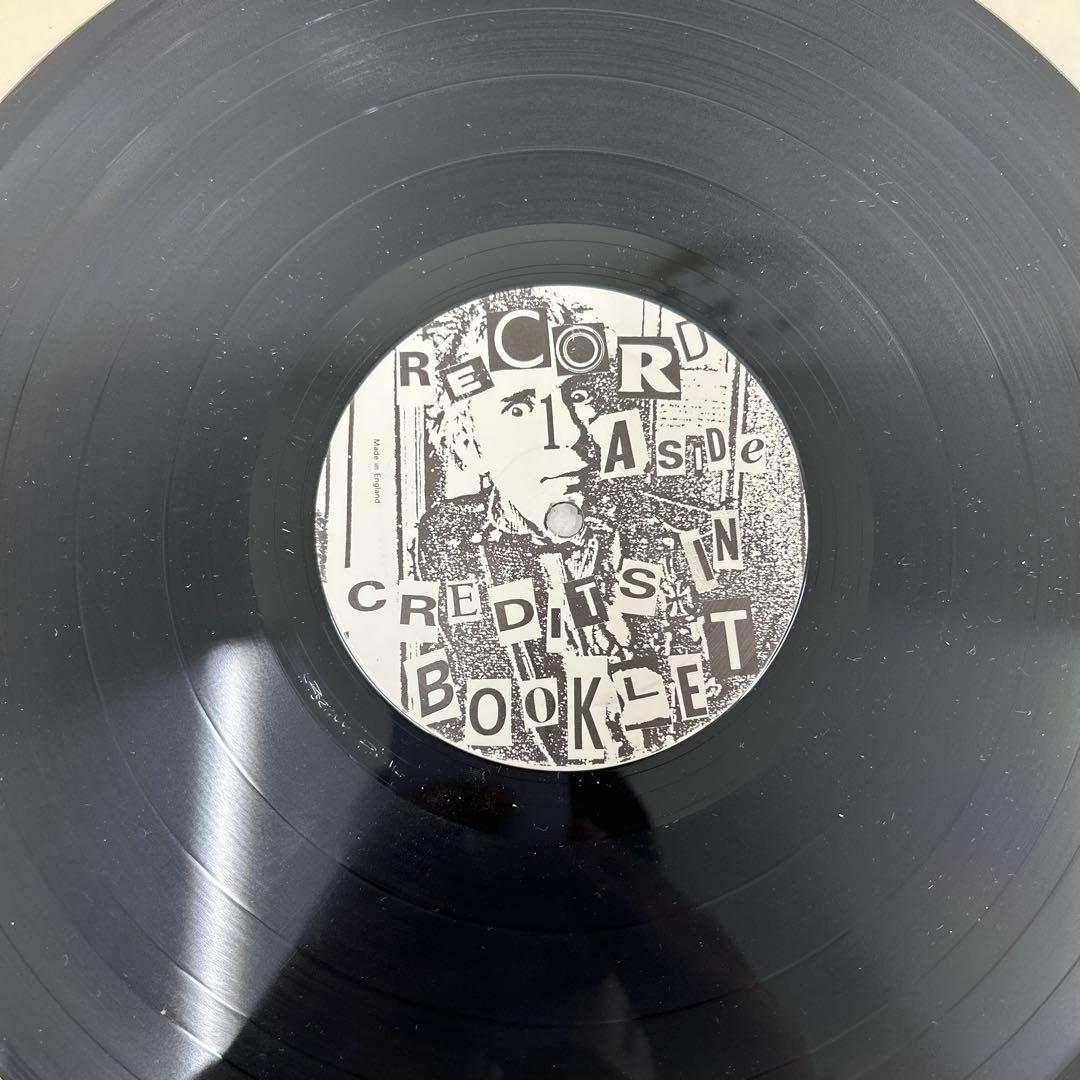 RECORD
1 A SIDe
Made in England
CREDITS IN
BOOKLET